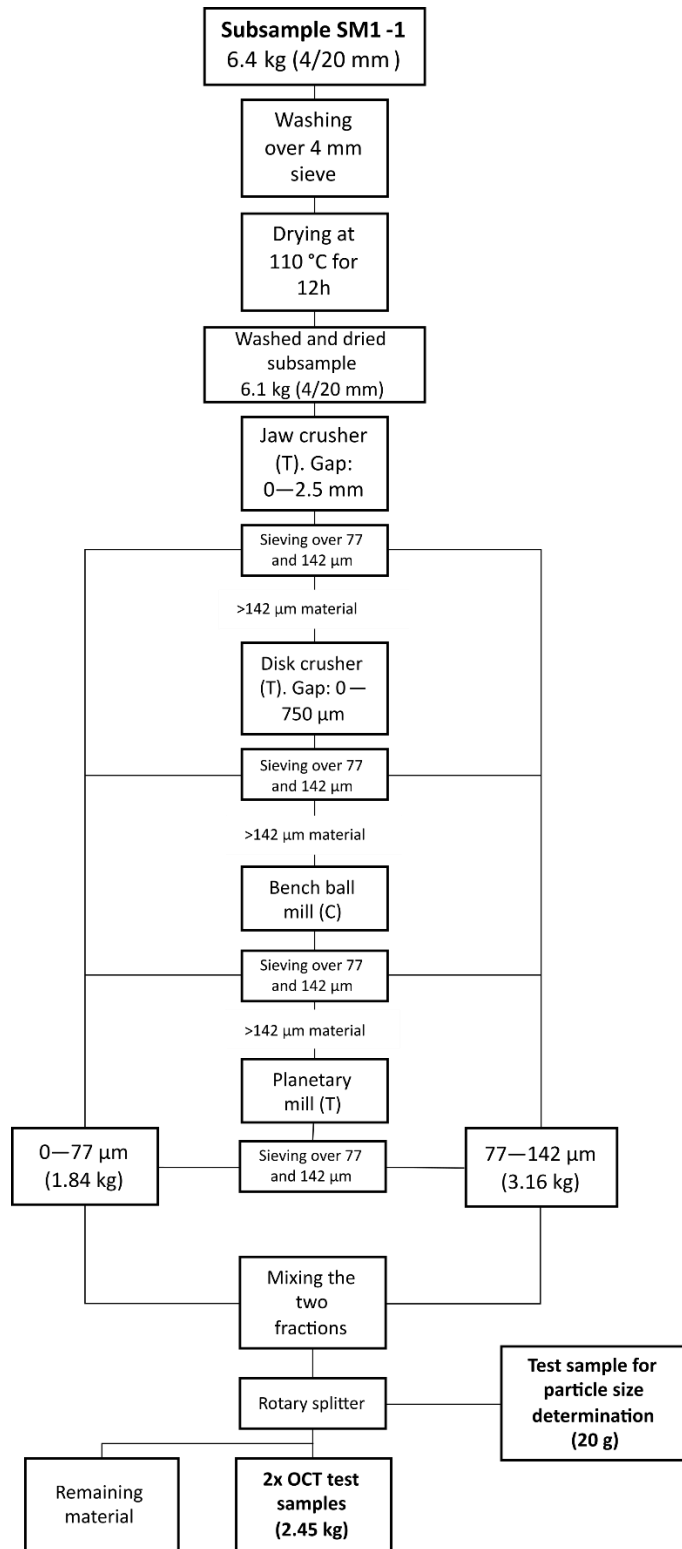 Subsample SM1 -1
6.4 kg (4/20 mm )
Washing
over 4 mm
sieve
Drying at
110 °C for
12h
Washed and dried
subsample
6.1 kg (4/20 mm)
Jaw crusher
(T). Gap:
0—2.5 mm
Sieving over 77
and 142 µm
>142 µm material
Disk crusher
(T). Gap: 0 —
750 µm
Sieving over 77
and 142 µm
>142 µm material
Bench ball
mill (C)
Sieving over 77
and 142 µm
>142 µm material
Planetary
mill (T)
0—77 µm
(1.84 kg)
Sieving over 77
and 142 µm
77—142 µm
(3.16 kg)
Mixing the
two
fractions
Rotary splitter
Test sample for
particle size
determination
(20 g)
Remaining
material
2x OCT test
samples
(2.45 kg)